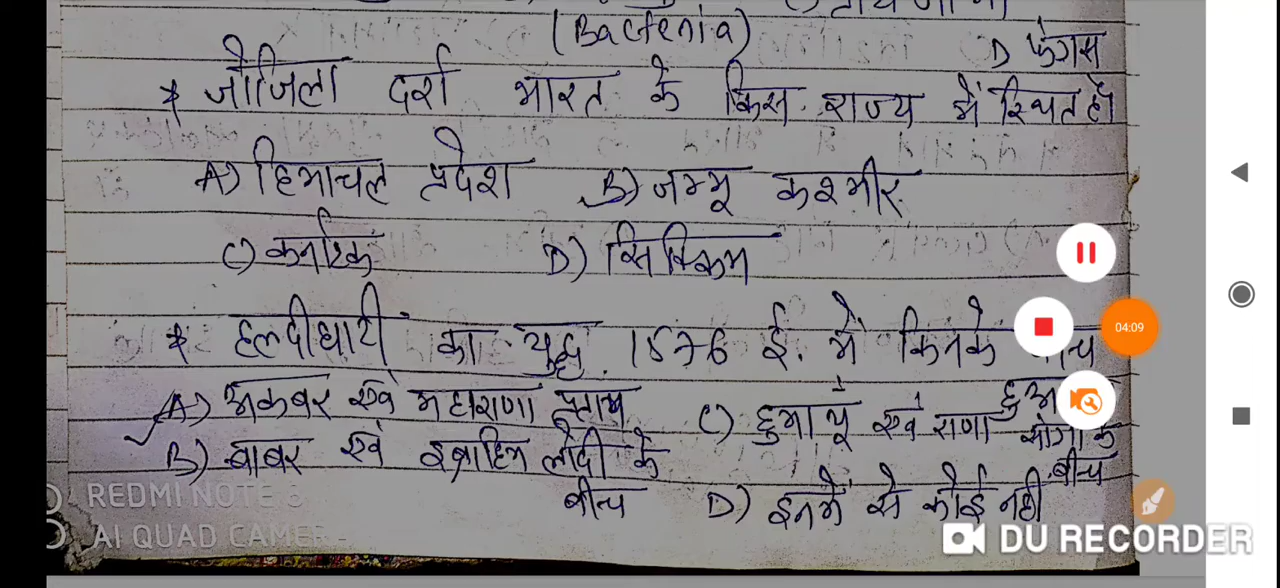 (Bacteria)
D फंगस
* जोजिला दर्रा भारत के किस राज्य में स्थित है।
A) हिमाचल प्रदेश B) जम्मू कश्मीर
C) कर्नाटक D) सिक्किम
* हल्दीघाटी का युद्ध 1576 ई. में किनके बीच
A) अकबर एवं महाराणा प्रताप C) हुमायूं एवं राणा सांगा के
बीच
B) बाबर एवं इब्राहिम लोदी के
बीच D) इनमें से कोई नही
REDMI NOTE 8
AI QUAD CAMERA
04:09
DU RECORDER